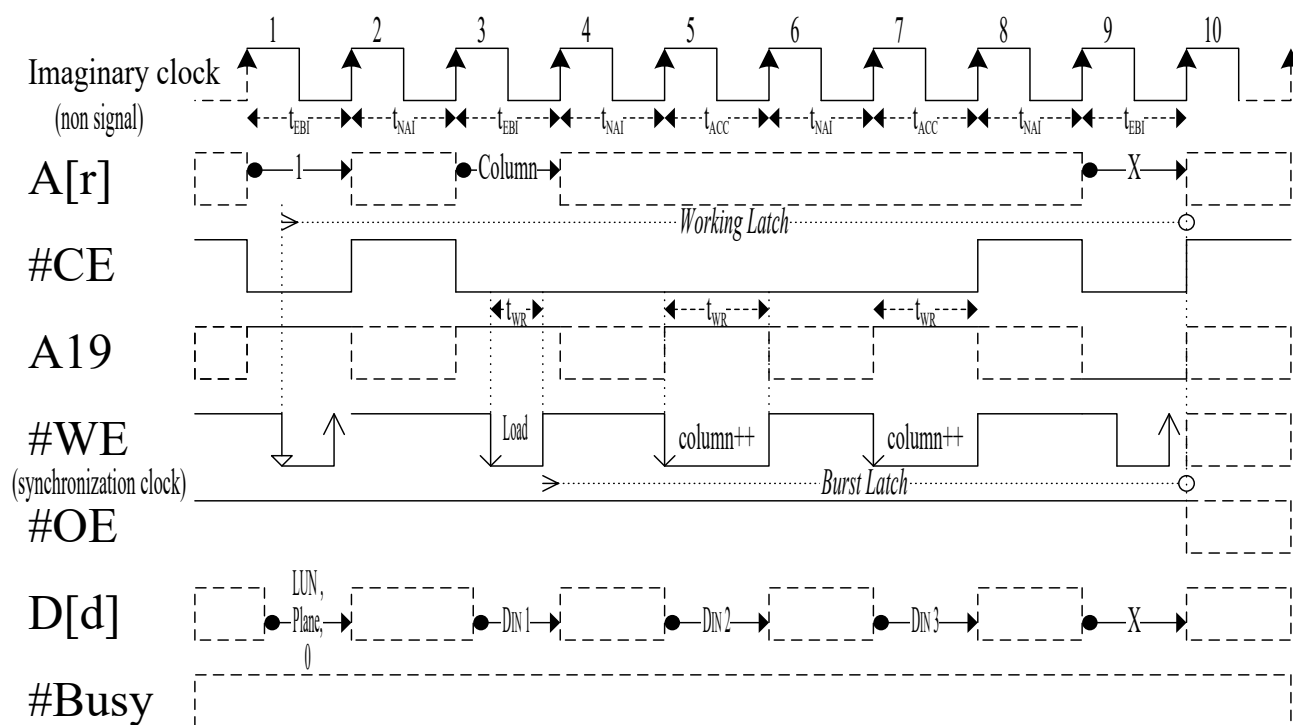 1 2 3 4 5 6 7 8 9 10
Imaginary clock
(non signal)
tEBI tNAI tEBI tNAI tACC tNAI tACC tNAI tEBI
A[r]
1 Column X
Working Latch
#CE
tWR tWR tWR
A19
#WE
Load column++ column++
(synchronization clock)
Burst Latch
#OE
D[d]
LUN,
Plane,
0
DIN 1 DIN 2 DIN 3 X
#Busy